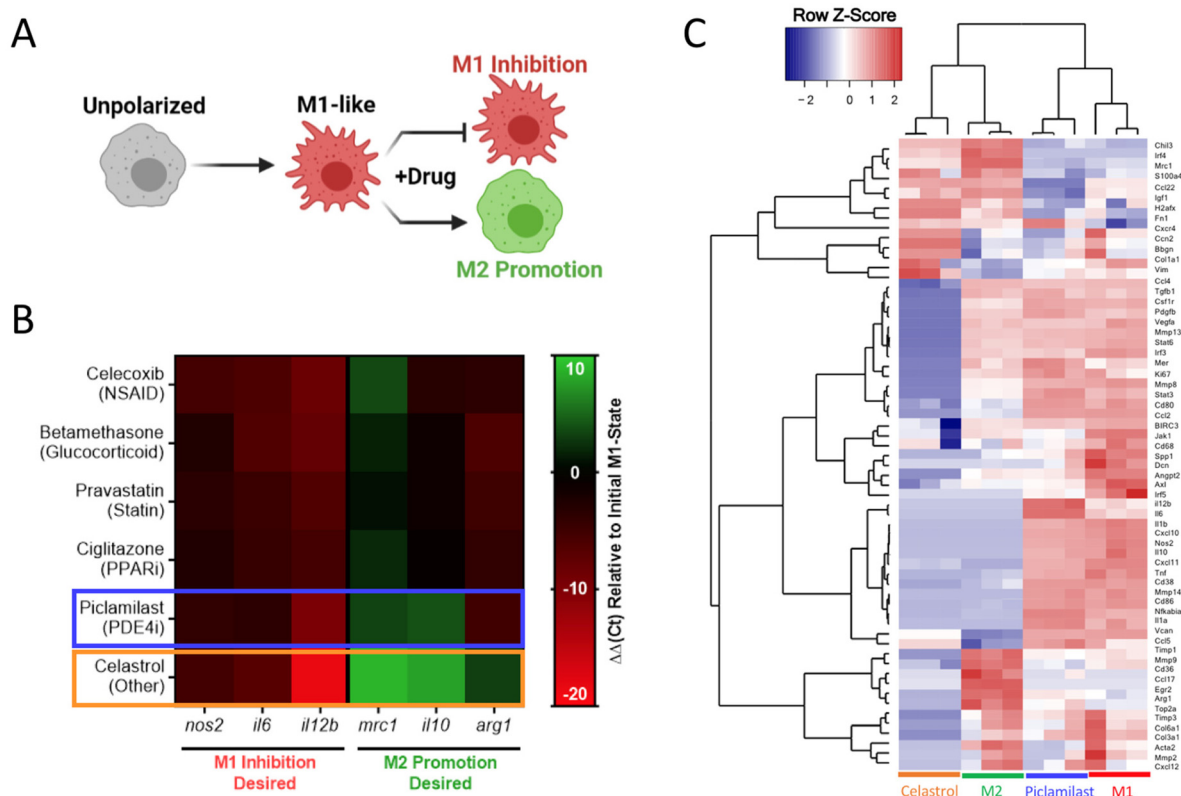 A
Unpolarized
M1-like
M1 Inhibition
+Drug
M2 Promotion
B
Celecoxib
(NSAID)
Betamethasone
(Glucocorticoid)
Pravastatin
(Statin)
Ciglitazone
(PPARi)
Piclamilast
(PDE4i)
Celastrol
(Other)
nos2 il6 il12b mrc1 il10 arg1
M1 Inhibition
Desired
M2 Promotion
Desired
10
0
-10
-20
ΔΔ(Ct) Relative to Initial M1-State
C
Row Z-Score
-2 0 1 2
Chil3
Irf4
Mrc1
S100a4
Ccl22
Igf1
H2afx
Fn1
Cxcr4
Ccn2
Bbgn
Col1a1
Vim
Ccl4
Tgfb1
Csf1r
Pdgfb
Vegfa
Mmp13
Stat6
Irf3
Mer
Ki67
Mmp8
Stat3
Cd80
Ccl2
BIRC3
Jak1
Cd68
Spp1
Dcn
Angpt2
Axl
Irf5
il12b
Il6
Il1b
Cxcl10
Nos2
Il10
Cxcl11
Tnf
Cd38
Mmp14
Cd86
Nfkabia
Il1a
Vcan
Ccl5
Timp1
Mmp9
Cd36
Ccl17
Egr2
Arg1
Top2a
Timp3
Col6a1
Col3a1
Acta2
Mmp2
Cxcl12
Celastrol M2 Piclamilast M1